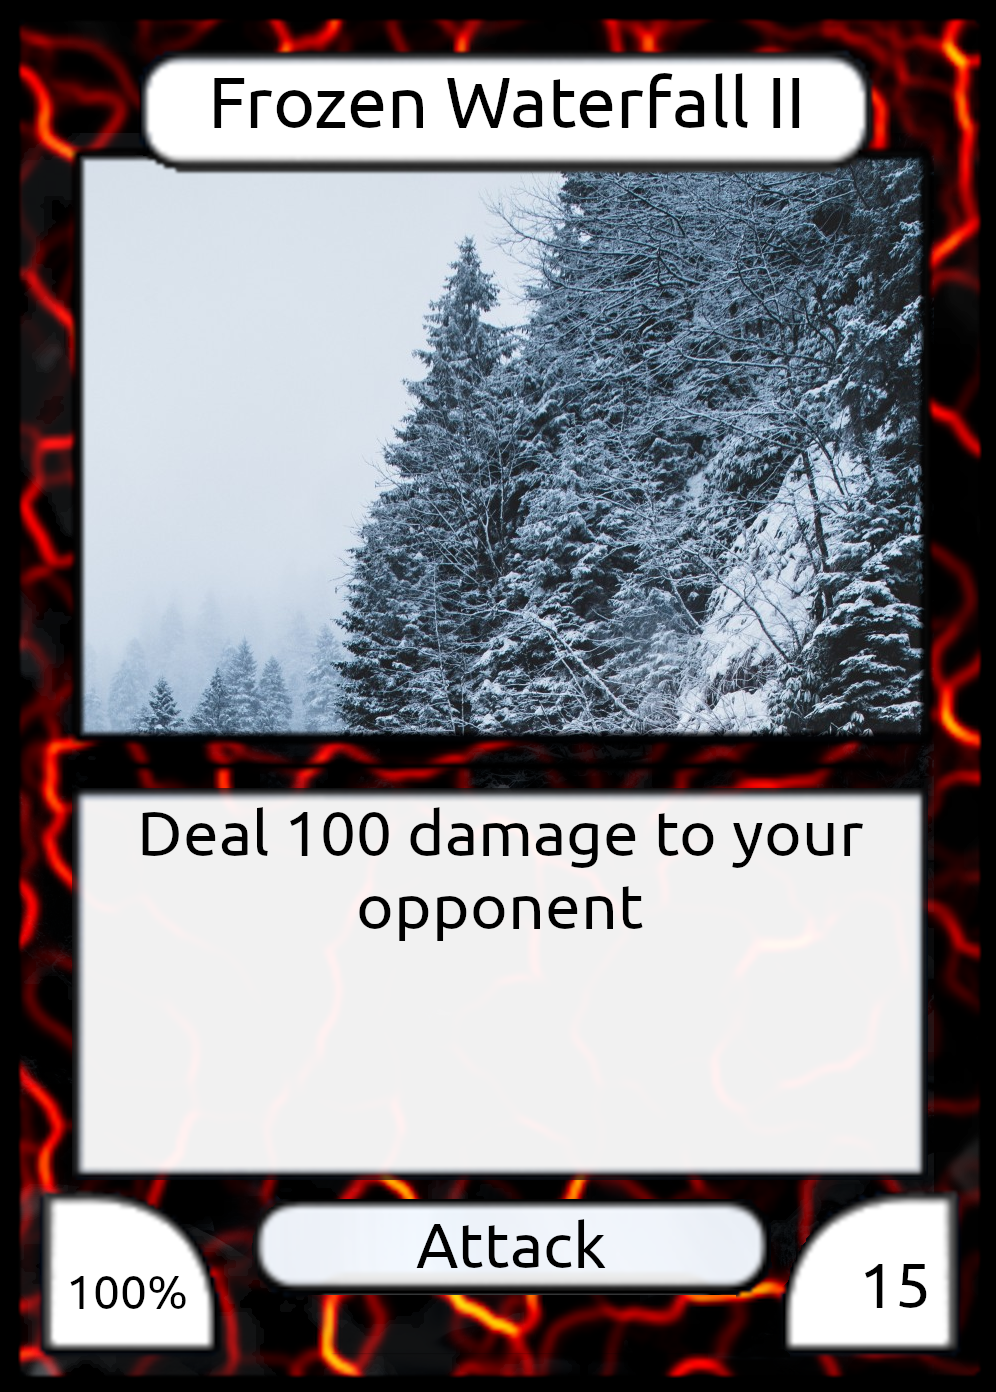 Frozen Waterfall II
Deal 100 damage to your
opponent
100%
Attack
15